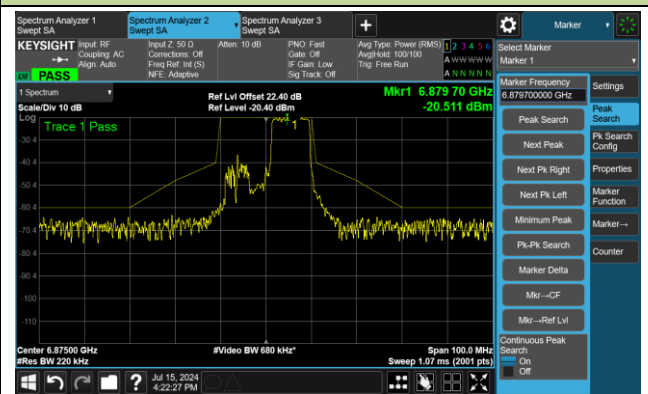 Spectrum Analyzer 1
Swept SA
Spectrum Analyzer 2
Swept SA
Spectrum Analyzer 3
Swept SA
+
Marker
KEYSIGHT
Input: RF
Coupling: AC
Align: Auto
Input Z: 50 Ω
Corrections: Off
Freq Ref: Int (S)
NFE: Adaptive
Atten: 10 dB
PNO: Fast
Gate: Off
IF Gain: Low
Sig Track: Off
Avg Type: Power (RMS)
Avg|Hold: 100/100
Trig: Free Run
1 2 3 4 5 6
A W W W W W
A N N N N N
LXI
PASS
Select Marker
Marker 1
1 Spectrum
Scale/Div 10 dB
Log
Ref Lvl Offset 22.40 dB
Ref Level -20.40 dBm
Mkr1 6.879 70 GHz
-20.511 dBm
Trace 1 Pass
1
-30.4
-40.4
-50.4
-60.4
-70.4
-80.4
-90.4
-100
-110
Center 6.87500 GHz
#Res BW 220 kHz
#Video BW 680 kHz*
Span 100.0 MHz
Sweep 1.07 ms (2001 pts)
Marker Frequency
6.879700000 GHz
Peak Search
Next Peak
Next Pk Right
Next Pk Left
Minimum Peak
Pk-Pk Search
Marker Delta
Mkr→CF
Mkr→Ref Lvl
Continuous Peak
Search
On
Off
Settings
Peak
Search
Pk Search
Config
Properties
Marker
Function
Marker→
Counter
?
Jul 15, 2024
4:22:27 PM